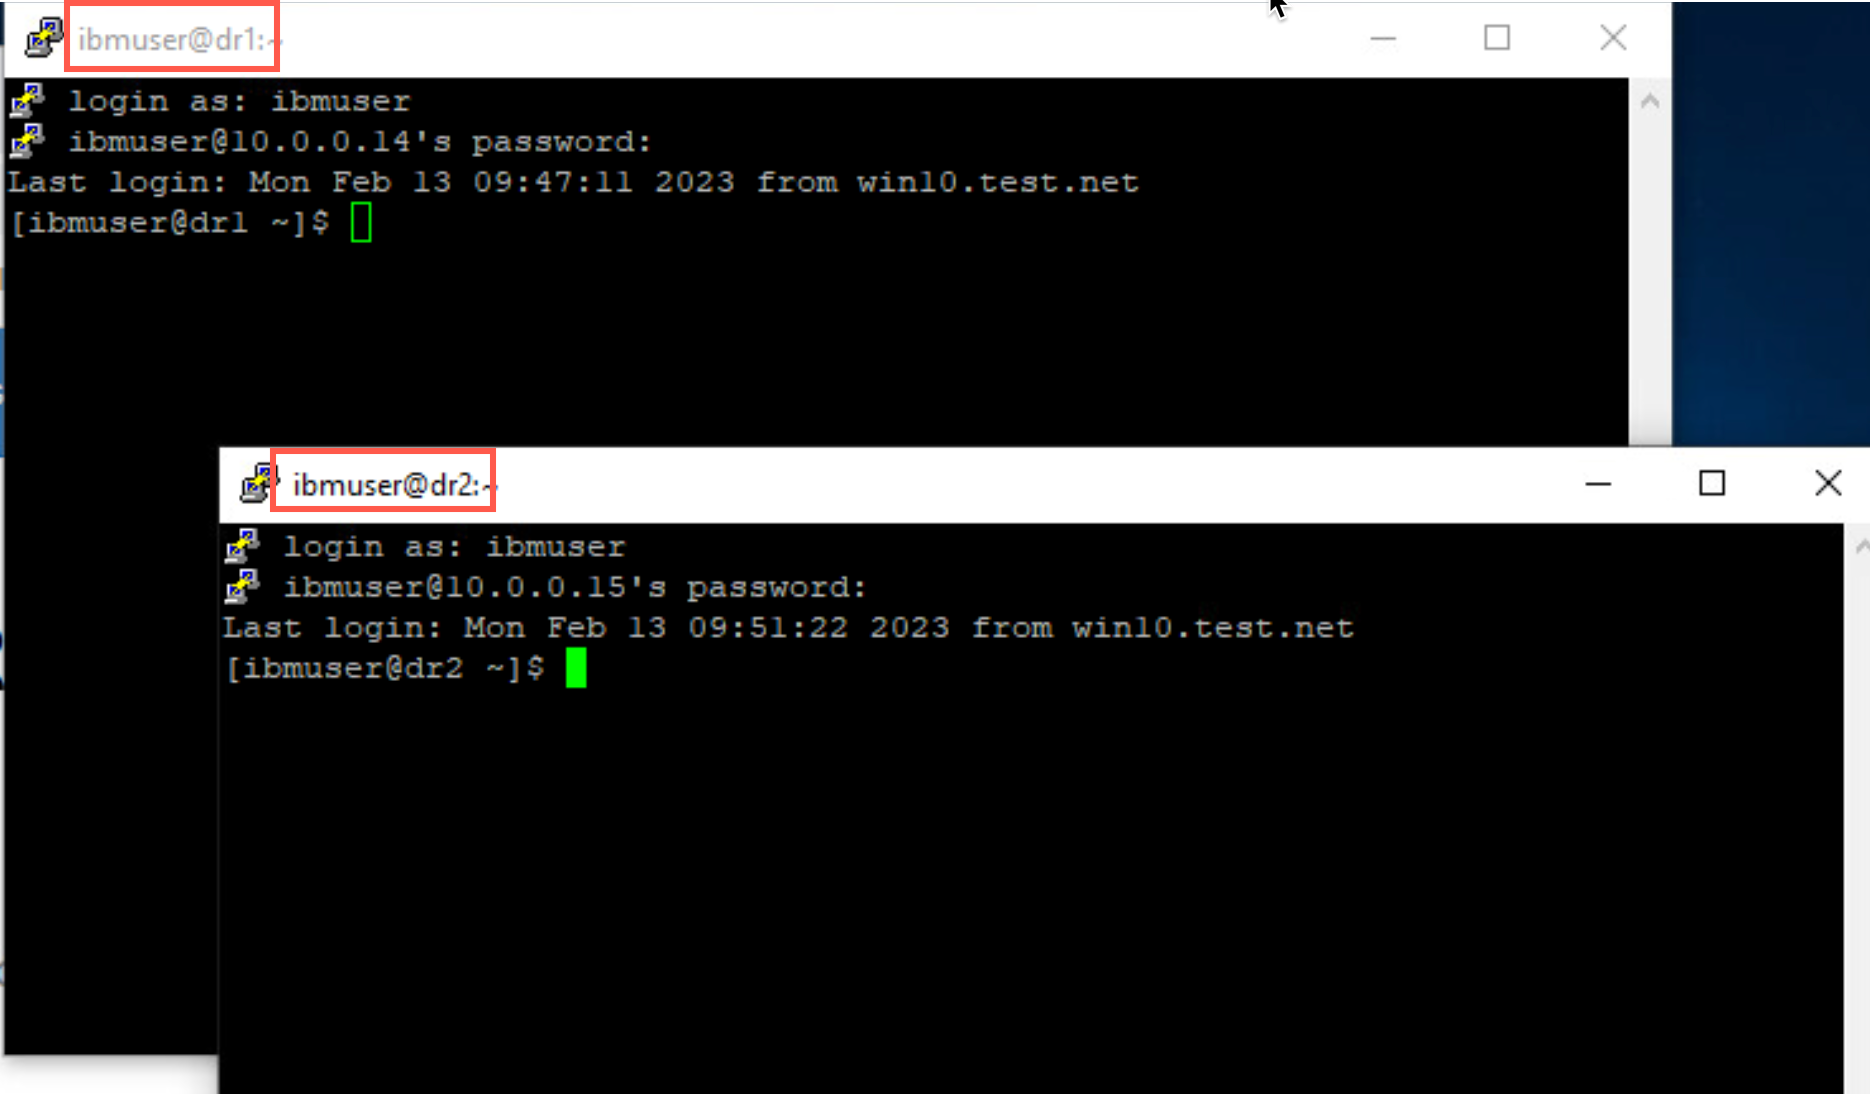 ibmuser@dr1:~
login as: ibmuser
ibmuser@10.0.0.14's password:
Last login: Mon Feb 13 09:47:11 2023 from win10.test.net
[ibmuser@dr1 ~]$
ibmuser@dr2:~
login as: ibmuser
ibmuser@10.0.0.15's password:
Last login: Mon Feb 13 09:51:22 2023 from win10.test.net
[ibmuser@dr2 ~]$